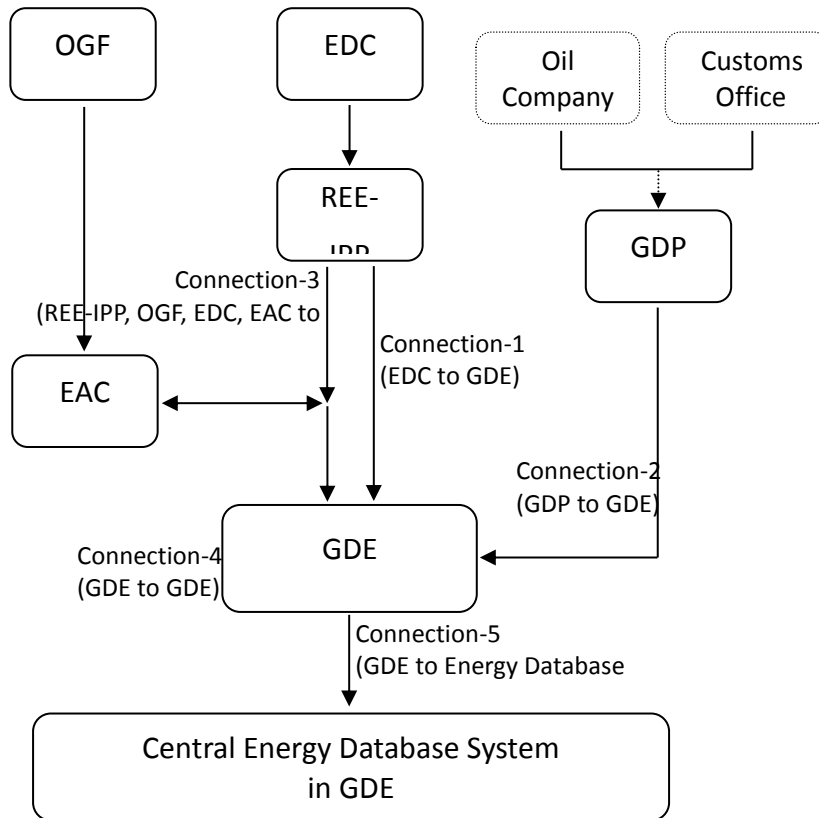 OGF
EDC
Oil
Company
Customs
Office
REE-
IPP
GDP
Connection-3
(REE-IPP, OGF, EDC, EAC to
Connection-1
(EDC to GDE)
EAC
Connection-2
(GDP to GDE)
GDE
Connection-4
(GDE to GDE)
Connection-5
(GDE to Energy Database
Central Energy Database System
in GDE